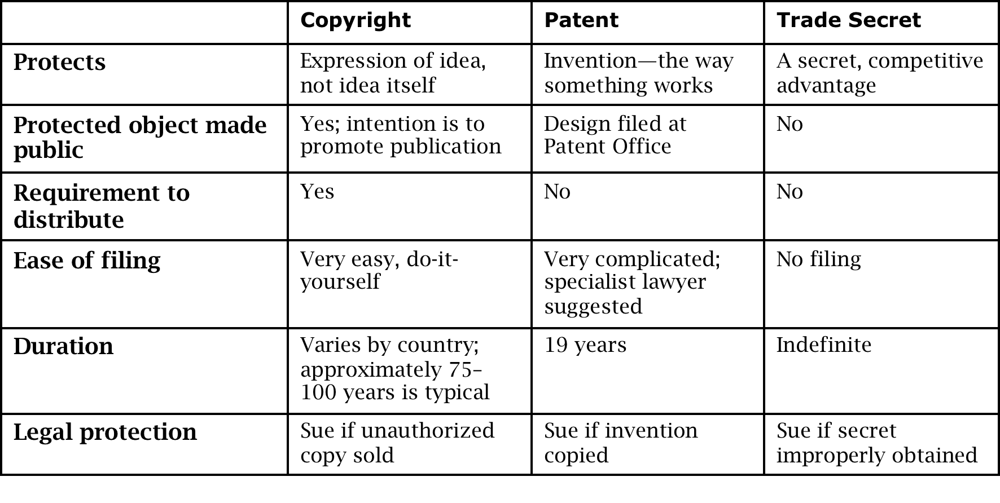 Copyright
Patent
Trade Secret
Protects
Expression of idea,
not idea itself
Invention—the way
something works
A secret, competitive
advantage
Protected object made
public
Yes; intention is to
promote publication
Design filed at
Patent Office
No
Requirement to
distribute
Yes
No
No
Ease of filing
Very easy, do-it-
yourself
Very complicated;
specialist lawyer
suggested
No filing
Duration
Varies by country;
approximately 75–
100 years is typical
19 years
Indefinite
Legal protection
Sue if unauthorized
copy sold
Sue if invention
copied
Sue if secret
improperly obtained